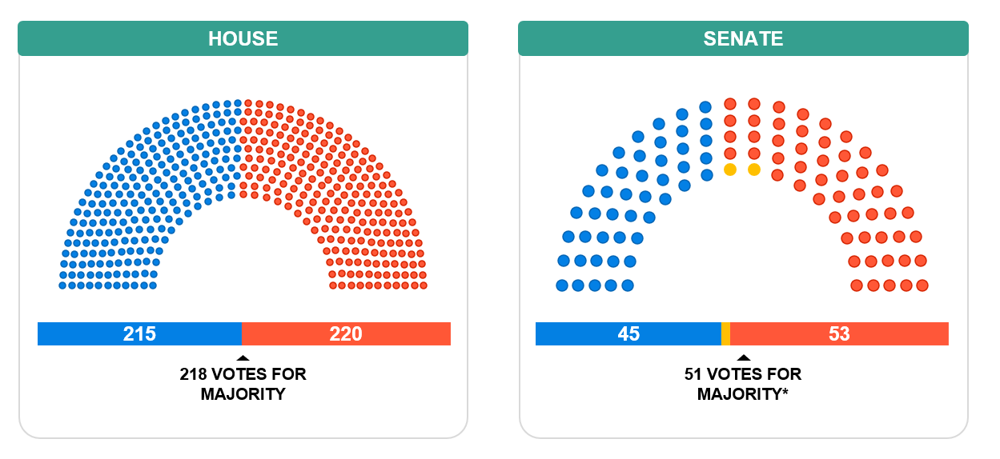 HOUSE
215 220
218 VOTES FOR
MAJORITY
SENATE
45 53
51 VOTES FOR
MAJORITY*